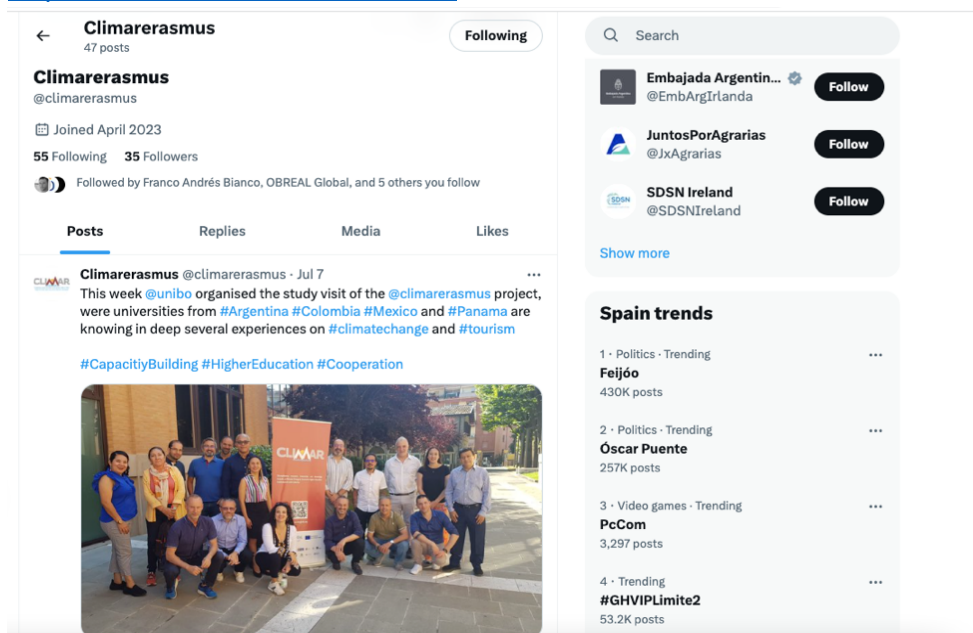 Climarerasmus
47 posts
Following
Climarerasmus
@climarerasmus
Joined April 2023
55 Following 35 Followers
Followed by Franco Andrés Bianco, OBREAL Global, and 5 others you follow
Posts Replies Media Likes
CLIMAR
Climarerasmus @climarerasmus · Jul 7
This week @unibo organised the study visit of the @climarerasmus project,
were universities from #Argentina #Colombia #Mexico and #Panama are
knowing in deep several experiences on #climatechange and #tourism
#CapacitiyBuilding #HigherEducation #Cooperation
CLIMAR
Search
Embajada Argentin...
@EmbArgIrlanda
Follow
JuntosPorAgrarias
@JxAgrarias
Follow
SDSN
SDSN Ireland
@SDSNIreland
Follow
Show more
Spain trends
1 · Politics · Trending
Feijóo
430K posts
2 · Politics · Trending
Óscar Puente
257K posts
3 · Video games · Trending
PcCom
3,297 posts
4 · Trending
#GHVIPLimite2
53.2K posts